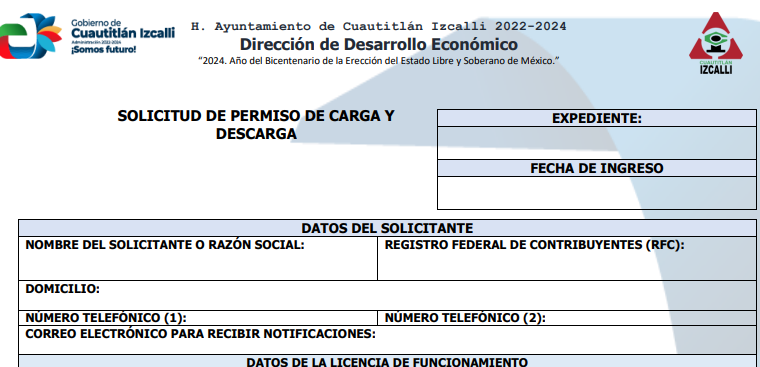 Gobierno de
Cuautitlán Izcalli
Administración 2022-2024
¡Somos futuro!
H. Ayuntamiento de Cuautitlán Izcalli 2022-2024
Dirección de Desarrollo Económico
“2024. Año del Bicentenario de la Erección del Estado Libre y Soberano de México.”
CUAUTITLÁN
IZCALLI
SOLICITUD DE PERMISO DE CARGA Y
DESCARGA
EXPEDIENTE:
FECHA DE INGRESO
DATOS DEL SOLICITANTE
NOMBRE DEL SOLICITANTE O RAZÓN SOCIAL:
REGISTRO FEDERAL DE CONTRIBUYENTES (RFC):
DOMICILIO:
NÚMERO TELEFÓNICO (1):
NÚMERO TELEFÓNICO (2):
CORREO ELECTRÓNICO PARA RECIBIR NOTIFICACIONES:
DATOS DE LA LICENCIA DE FUNCIONAMIENTO